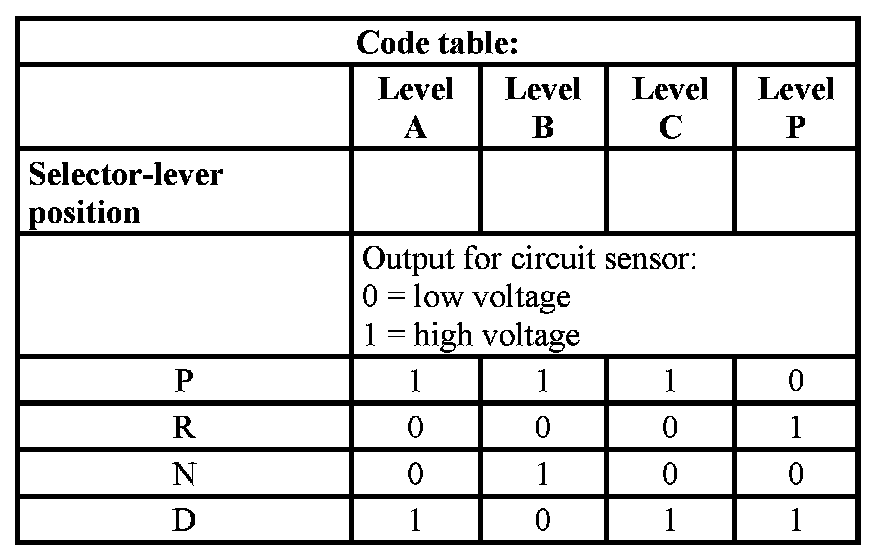 Code table:
Level A Level B Level C Level P
Selector-lever
position
Output for circuit sensor:
0 = low voltage
1 = high voltage
P 1 1 1 0
R 0 0 0 1
N 0 1 0 0
D 1 0 1 1